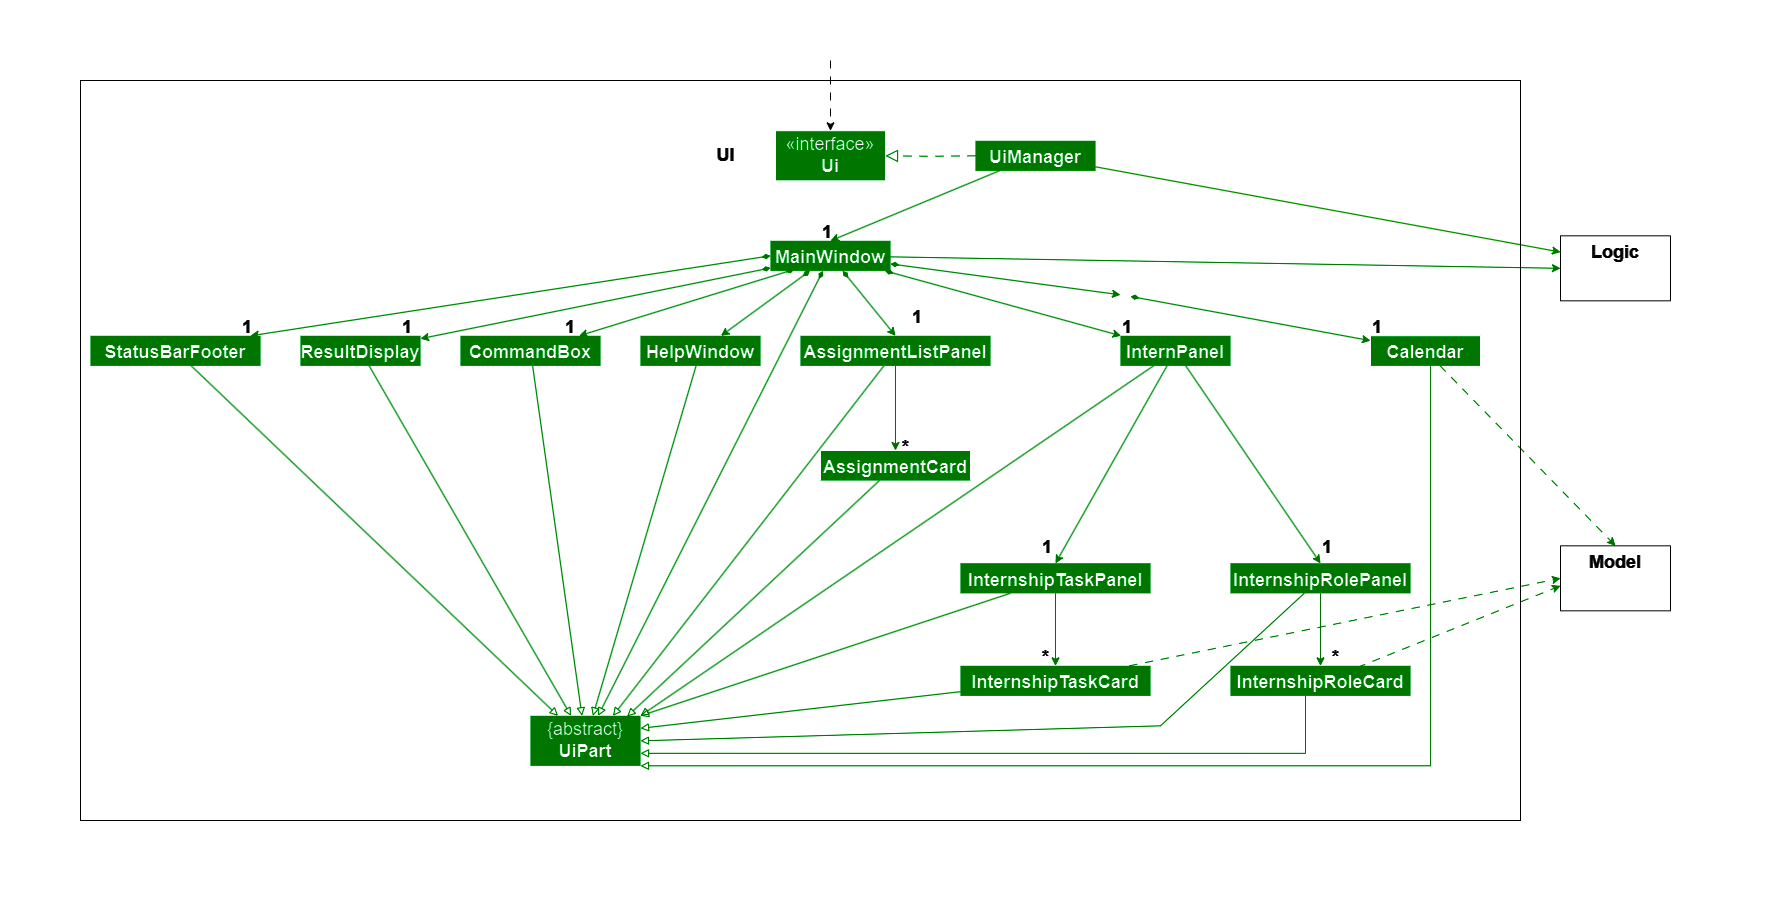 «interface»
UI
Ui
UiManager
1
MainWindow
Logic
1
1
1
1
1
1
StatusBarFooter
ResultDisplay
CommandBox
HelpWindow
AssignmentListPanel
InternPanel
Calendar
*
AssignmentCard
1
1
Model
InternshipTaskPanel
InternshipRolePanel
*
*
InternshipTaskCard
InternshipRoleCard
{abstract}
UiPart